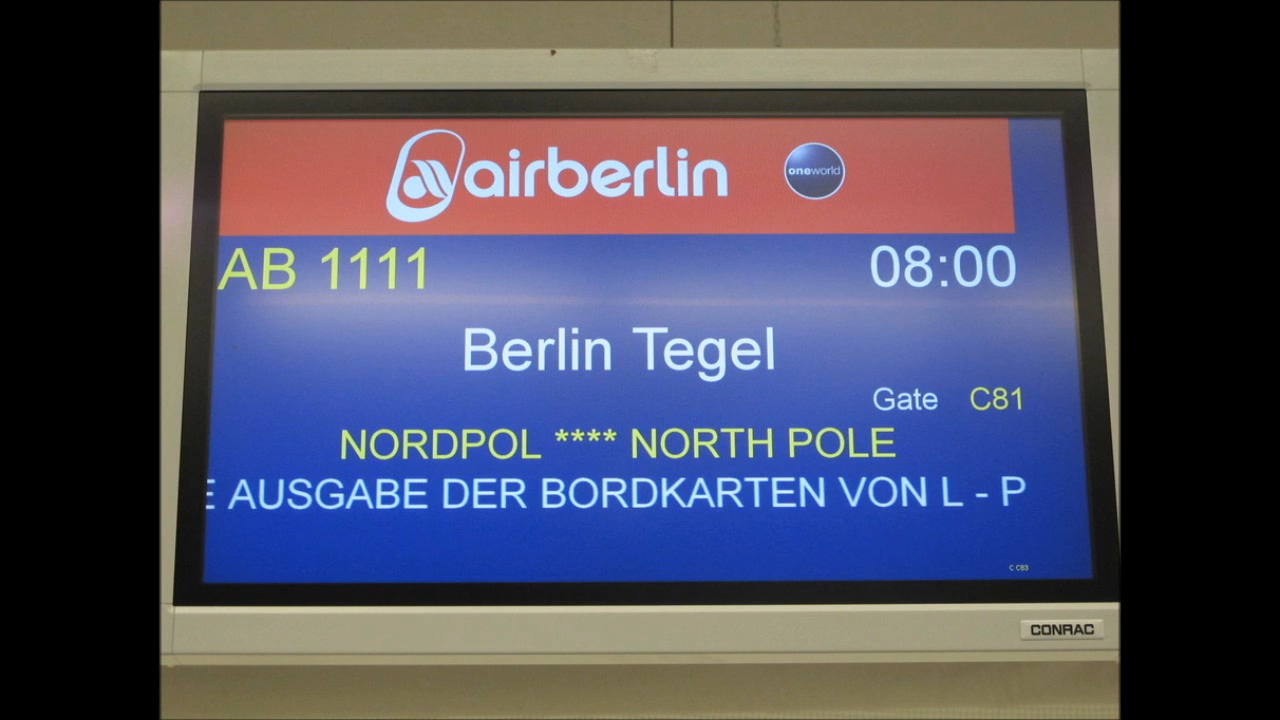 airberlin oneworld
AB 1111 08:00
Berlin Tegel
Gate C81
NORDPOL **** NORTH POLE
AUSGABE DER BORDKARTEN VON L - P
C C83
CONRAC